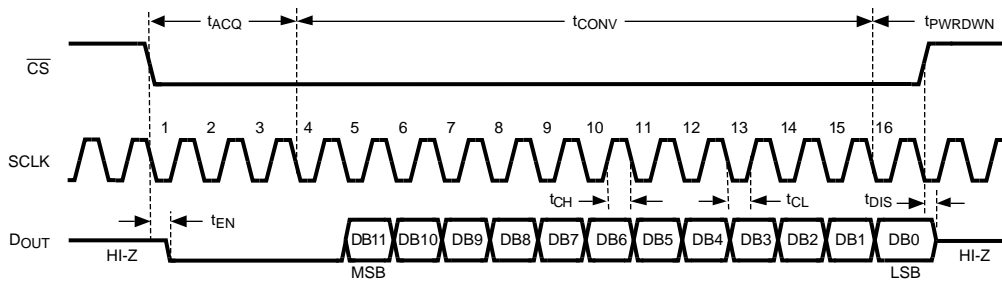 tACQ tCONV tPWRDWN
CS
1 2 3 4 5 6 7 8 9 10 11 12 13 14 15 16
SCLK
tCH tCL tDIS
tEN
DOUT DB11 DB10 DB9 DB8 DB7 DB6 DB5 DB4 DB3 DB2 DB1 DB0
HI-Z MSB LSB HI-Z